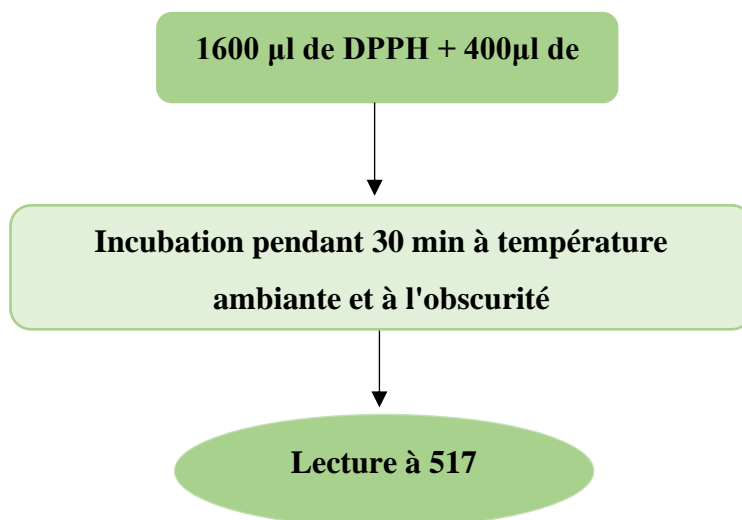 1600 µl de DPPH + 400µl de
Incubation pendant 30 min à température
ambiante et à l'obscurité
Lecture à 517